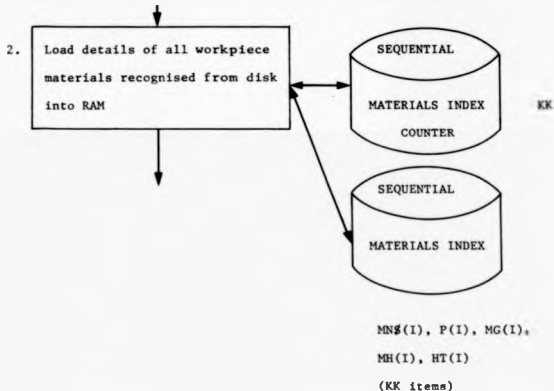 2. Load details of all workpiece
materials recognised from disk
into RAM
SEQUENTIAL
MATERIALS INDEX
COUNTER
KK
SEQUENTIAL
MATERIALS INDEX
MN$(I), P(I), MG(I),
MH(I), HT(I)
(KK items)